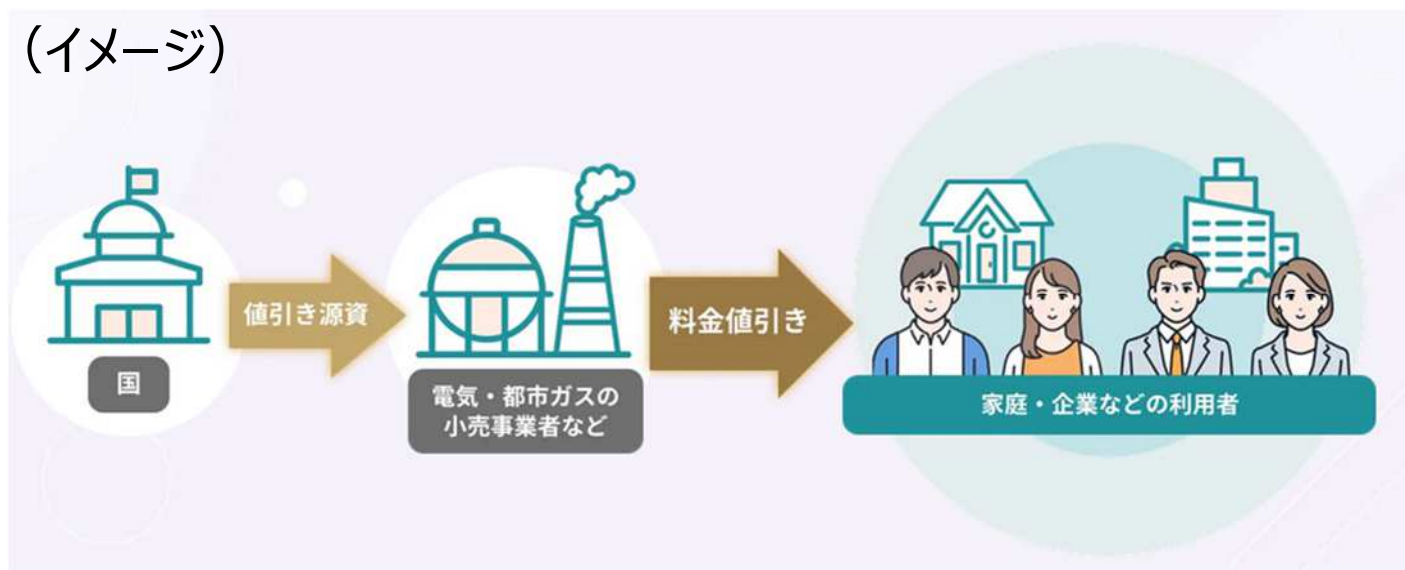 （イメージ）
値引き源資
料金値引き
国
電気・都市ガスの
小売事業者など
家庭・企業などの利用者